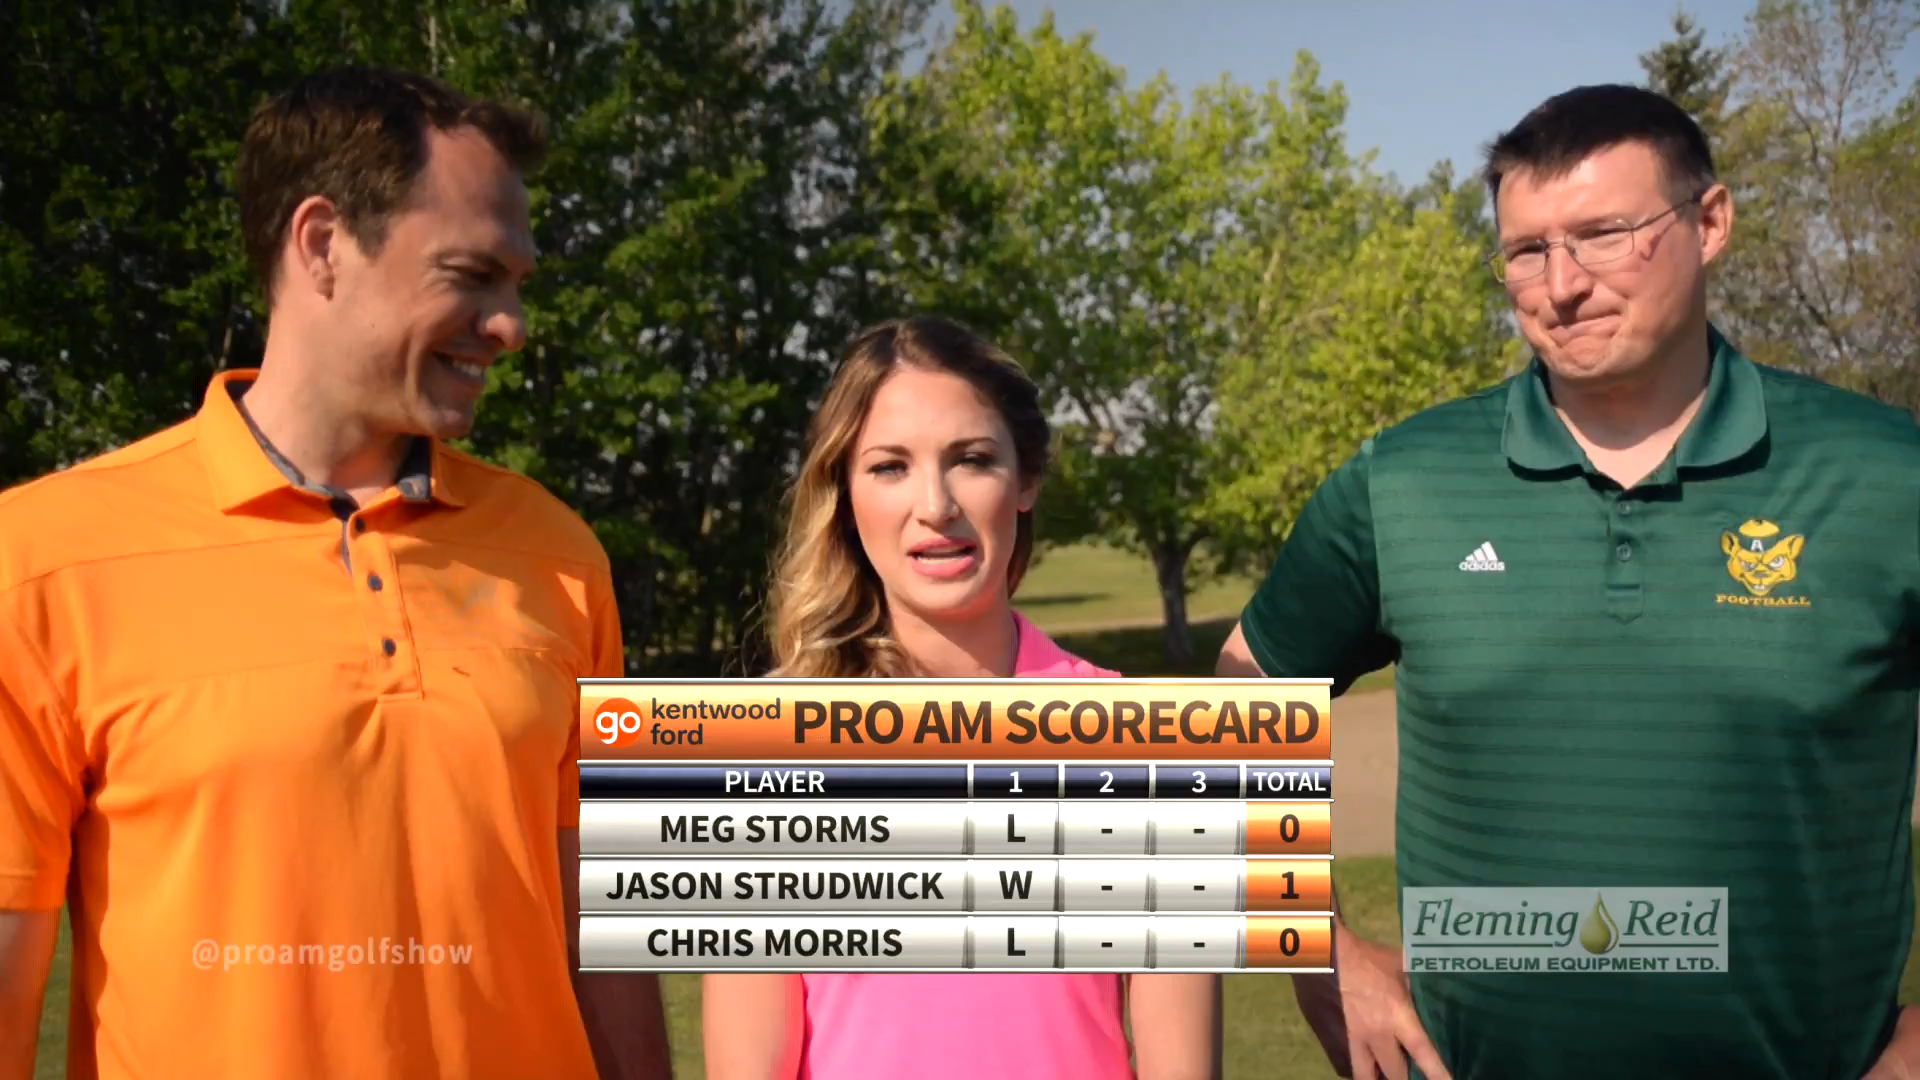 adidas
A
FOOTBALL
go kentwood ford PRO AM SCORECARD
PLAYER 1 2 3 TOTAL
MEG STORMS L - - 0
JASON STRUDWICK W - - 1
CHRIS MORRIS L - - 0
@proamgolfshow
Fleming Reid
PETROLEUM EQUIPMENT LTD.